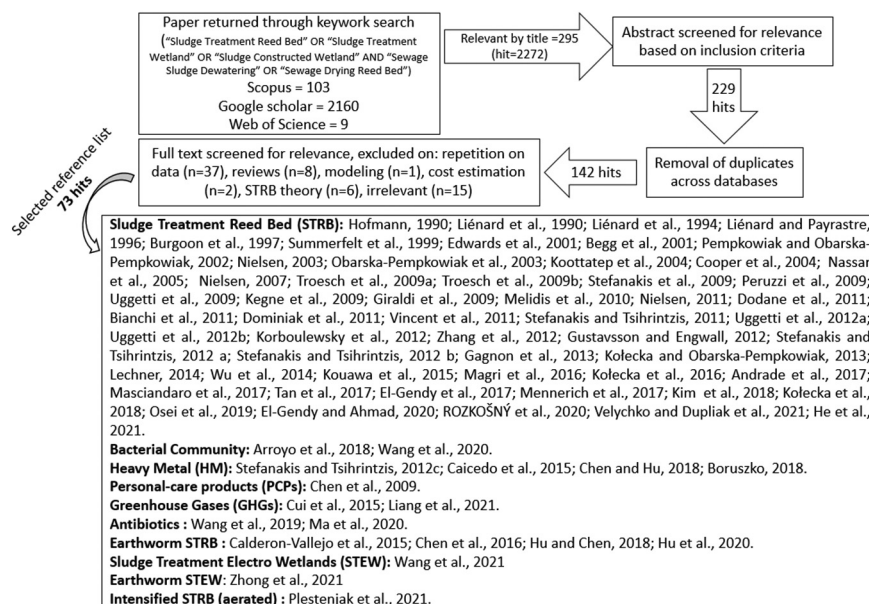 Paper returned through keywork search
(“Sludge Treatment Reed Bed” OR “Sludge Treatment
Wetland” OR “Sludge Constructed Wetland” AND “Sewage
Sludge Dewatering” OR “Sewage Drying Reed Bed”)
Scopus = 103
Google scholar = 2160
Web of Science = 9
Relevant by title =295
(hit=2272)
Abstract screened for relevance
based on inclusion criteria
229
hits
Removal of duplicates
across databases
142 hits
Full text screened for relevance, excluded on: repetition on
data (n=37), reviews (n=8), modeling (n=1), cost estimation
(n=2), STRB theory (n=6), irrelevant (n=15)
Selected reference list
73 hits
Sludge Treatment Reed Bed (STRB): Hofmann, 1990; Liénard et al., 1990; Liénard et al., 1994; Liénard and Payrastre,
1996; Burgoon et al., 1997; Summerfelt et al., 1999; Edwards et al., 2001; Begg et al., 2001; Pempkowiak and Obarska-
Pempkowiak, 2002; Nielsen, 2003; Obarska-Pempkowiak et al., 2003; Koottatep et al., 2004; Cooper et al., 2004; Nassar
et al., 2005; Nielsen, 2007; Troesch et al., 2009a; Troesch et al., 2009b; Stefanakis et al., 2009; Peruzzi et al., 2009;
Uggetti et al., 2009; Kegne et al., 2009; Giraldi et al., 2009; Melidis et al., 2010; Nielsen, 2011; Dodane et al., 2011;
Bianchi et al., 2011; Dominiak et al., 2011; Vincent et al., 2011; Stefanakis and Tsihrintzis, 2011; Uggetti et al., 2012a;
Uggetti et al., 2012b; Korboulewsky et al., 2012; Zhang et al., 2012; Gustavsson and Engwall, 2012; Stefanakis and
Tsihrintzis, 2012 a; Stefanakis and Tsihrintzis, 2012 b; Gagnon et al., 2013; Kołecka and Obarska-Pempkowiak, 2013;
Lechner, 2014; Wu et al., 2014; Kouawa et al., 2015; Magri et al., 2016; Kołecka et al., 2016; Andrade et al., 2017;
Masciandaro et al., 2017; Tan et al., 2017; El-Gendy et al., 2017; Mennerich et al., 2017; Kim et al., 2018; Kołecka et al.,
2018; Osei et al., 2019; El-Gendy and Ahmad, 2020; ROZKOŠNÝ et al., 2020; Velychko and Dupliak et al., 2021; He et al.,
2021.
Bacterial Community: Arroyo et al., 2018; Wang et al., 2020.
Heavy Metal (HM): Stefanakis and Tsihrintzis, 2012c; Caicedo et al., 2015; Chen and Hu, 2018; Boruszko, 2018.
Personal-care products (PCPs): Chen et al., 2009.
Greenhouse Gases (GHGs): Cui et al., 2015; Liang et al., 2021.
Antibiotics : Wang et al., 2019; Ma et al., 2020.
Earthworm STRB : Calderon-Vallejo et al., 2015; Chen et al., 2016; Hu and Chen, 2018; Hu et al., 2020.
Sludge Treatment Electro Wetlands (STEW): Wang et al., 2021
Earthworm STEW: Zhong et al., 2021
Intensified STRB (aerated) : Plestenjak et al., 2021.